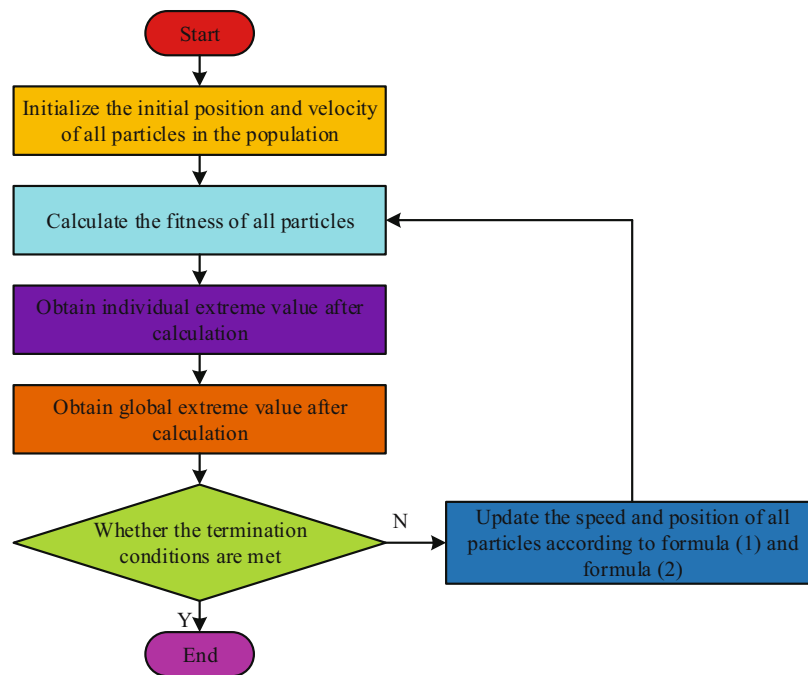 Start
Initialize the initial position and velocity
of all particles in the population
Calculate the fitness of all particles
Obtain individual extreme value after
calculation
Obtain global extreme value after
calculation
Whether the termination
conditions are met
N
Update the speed and position of all
particles according to formula (1) and
formula (2)
Y
End